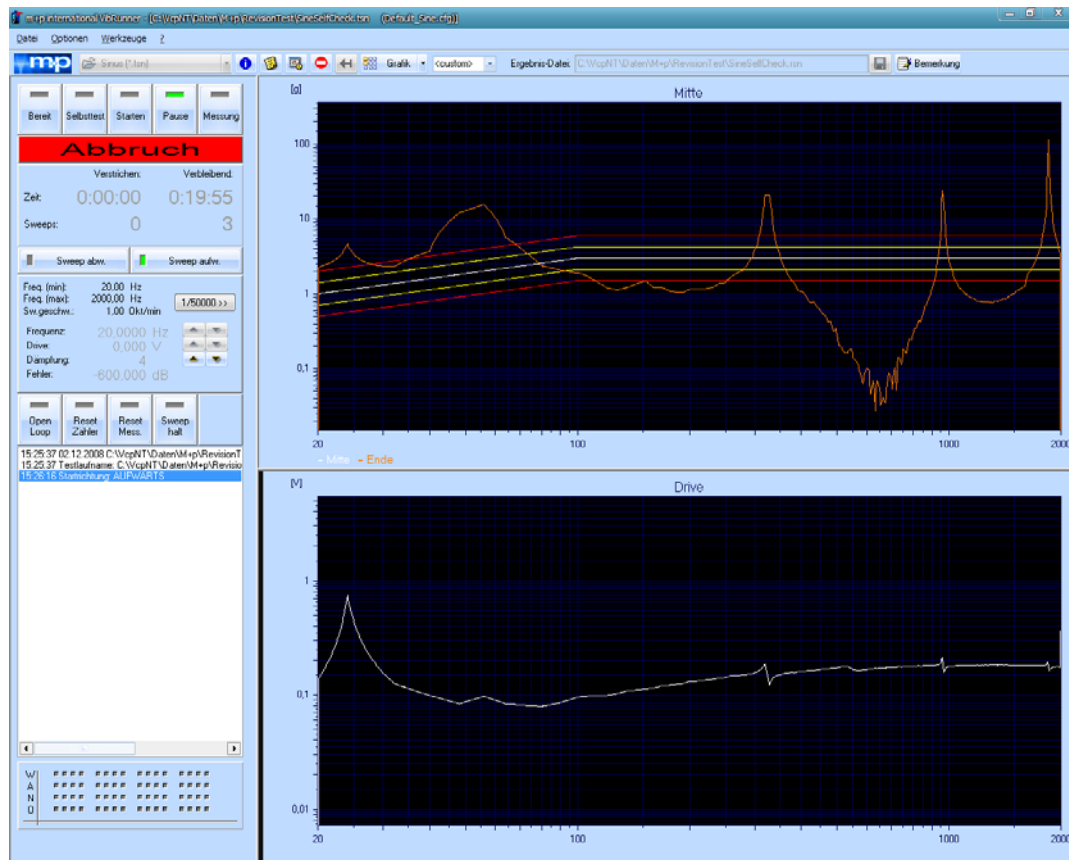 m+p international VibRunner - [C:\VcpNT\Daten\M+p\RevisionTest\SineSelfCheck.tsn (Default_Sine.cfg)]
Datei Optionen Werkzeuge ?
mp Sinus (*.tsn) Grafik <custom> Ergebnis-Datei: C:\VcpNT\Daten\M+p\RevisionTest\SineSelfCheck.rsn Bemerkung
Bereit Selbsttest Starten Pause Messung
Abbruch
Verstrichen: Verbleibend:
Zeit: 0:00:00 0:19:55
Sweeps: 0 3
Sweep abw. Sweep aufw.
Freq. (min): 20,00 Hz
Freq. (max): 2000,00 Hz
Sw.geschw.: 1,00 Okt/min
1/50000 >>
Frequenz: 20,0000 Hz
Drive: 0,000 V
Dämpfung: 4
Fehler: -600.000 dB
Open Loop Reset Zähler Reset Mess. Sweep halt
15:25:37 02.12.2008 C:\VcpNT\Daten\M+p\RevisionT
15:25:37 Testlaufname: C:\VcpNT\Daten\M+p\Revisio
15:26:16 Startrichtung: AUFWÄRTS
W
A
N
O
[g] Mitte
100
10
1
0,1
20 100 1000 2000
– Mitte – Ende
[V] Drive
1
0,1
0,01
20 100 1000 2000